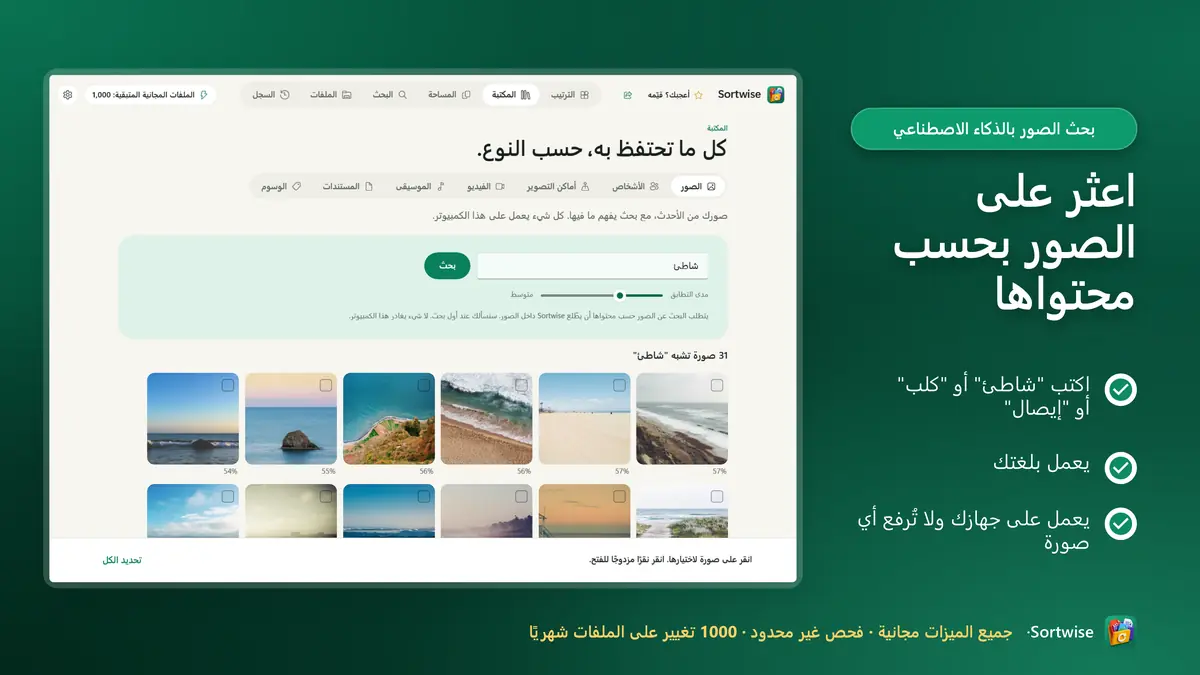 Sortwise
أعجبك؟ قيّمه
الترتيب
المكتبة
المساحة
البحث
الملفات
السجل
الملفات المجانية المتبقية: 1,000
المكتبة
كل ما تحتفظ به، حسب النوع.
الصور
الأشخاص
أماكن التصوير
الفيديو
الموسيقى
المستندات
الوسوم
صورك من الأحدث، مع بحث يفهم ما فيها. كل شيء يعمل على هذا الكمبيوتر.
شاطئ
بحث
مدى التطابق
متوسط
يتطلب البحث عن الصور حسب محتواها أن يطّلع Sortwise داخل الصور. سنسألك عند أول بحث. لا شيء يغادر هذا الكمبيوتر.
31 صورة تشبه "شاطئ"
57%
57%
56%
56%
55%
54%
انقر على صورة لاختيارها. انقر نقرًا مزدوجًا للفتح.
تحديد الكل
بحث الصور بالذكاء الاصطناعي
اعثر على
الصور بحسب
محتواها
اكتب "شاطئ" أو "كلب"
أو "إيصال"
يعمل بلغتك
يعمل على جهازك ولا تُرفع أي
صورة
Sortwise· جميع الميزات مجانية · فحص غير محدود · 1000 تغيير على الملفات شهريًا